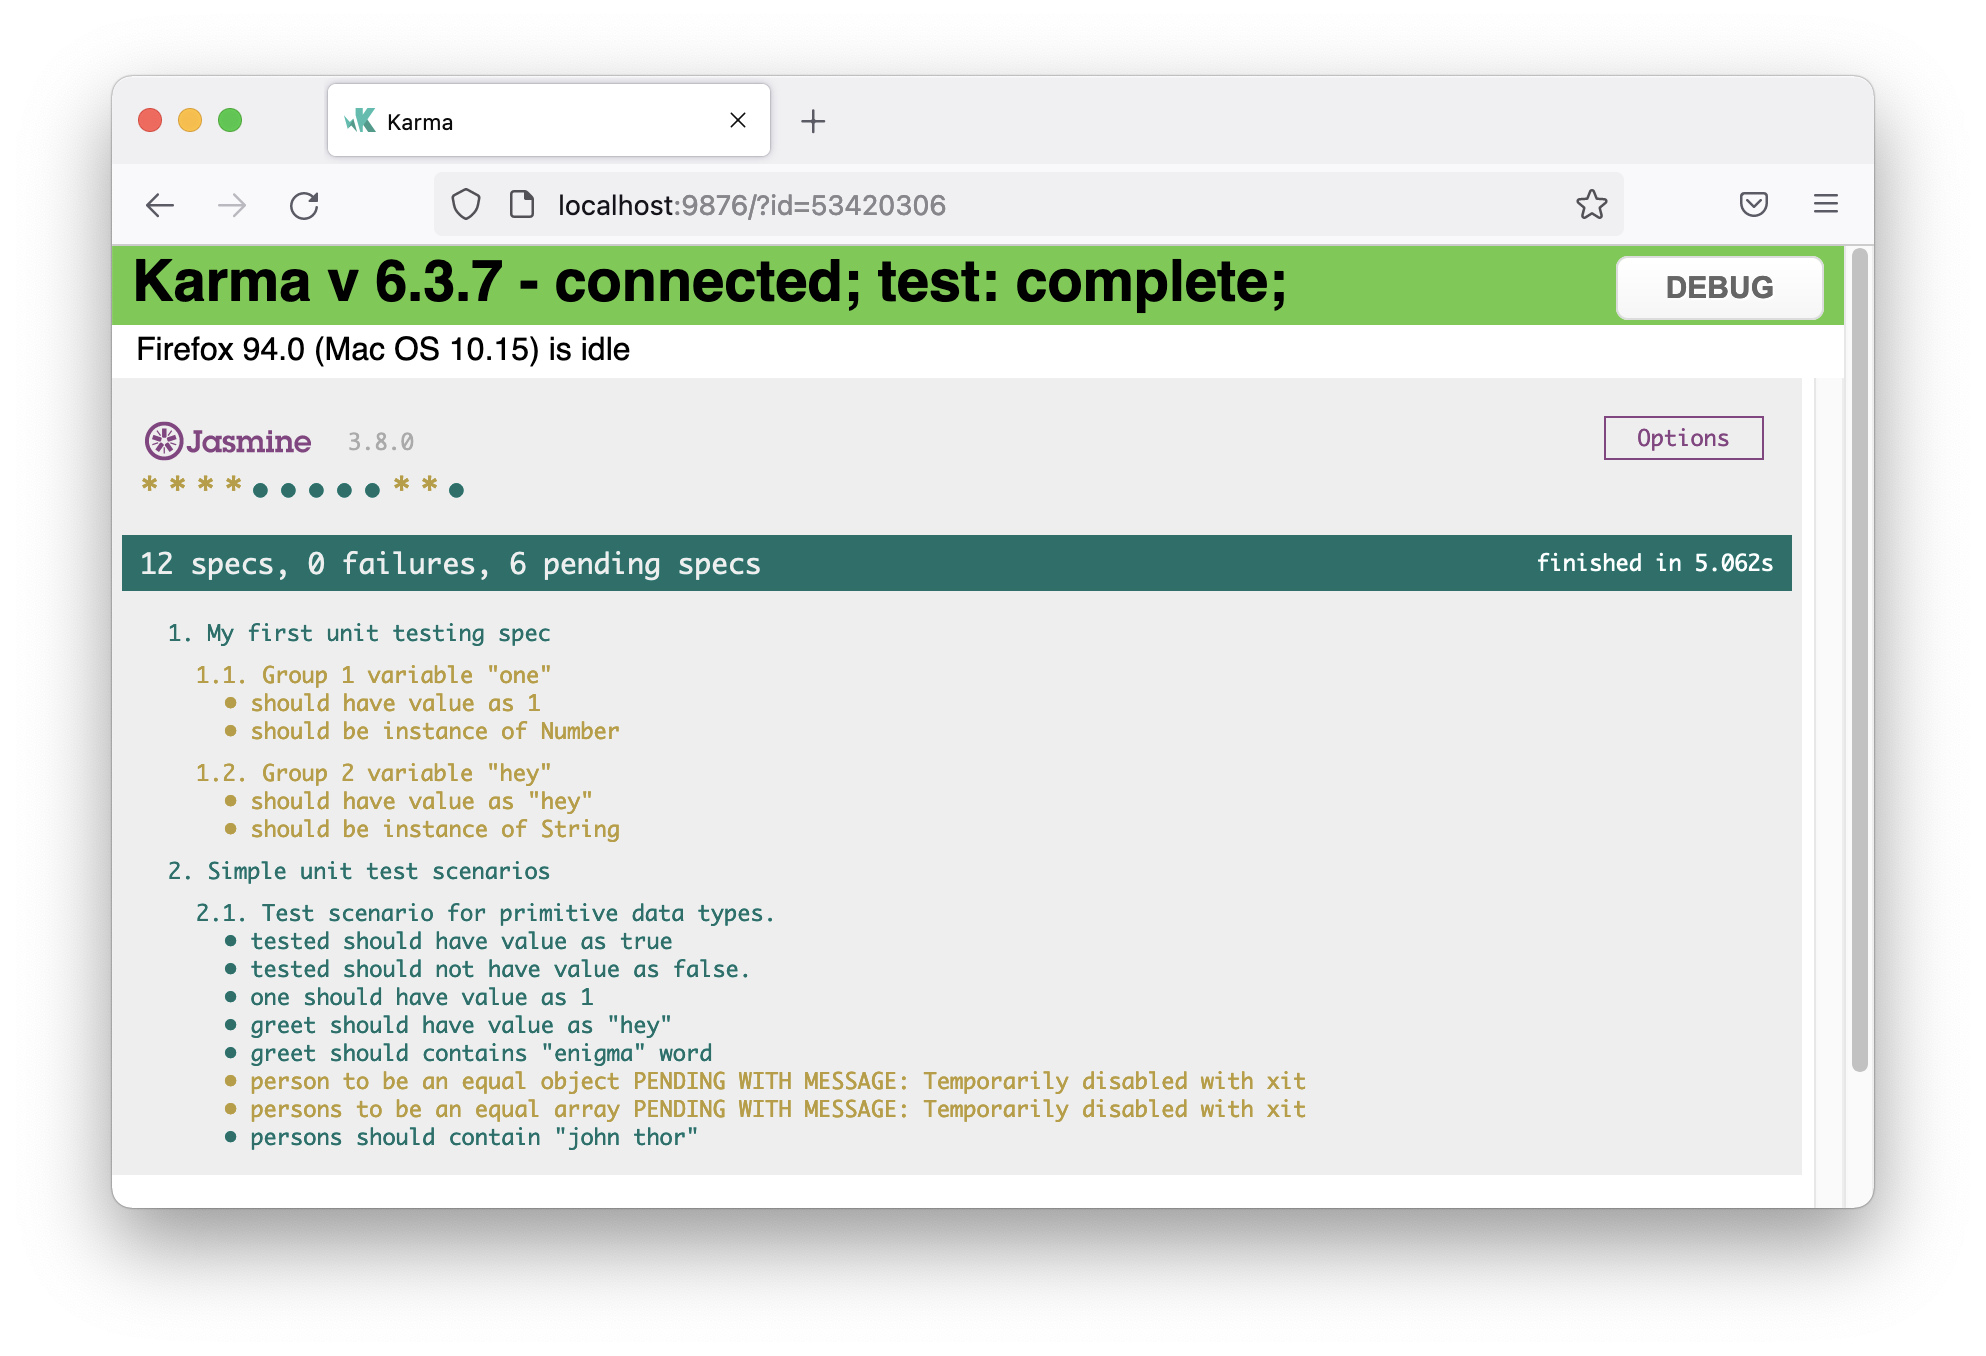 Karma
localhost:9876/?id=53420306
Karma v 6.3.7 - connected; test: complete;
DEBUG
Firefox 94.0 (Mac OS 10.15) is idle
Jasmine 3.8.0
Options
****●●●●●**●
12 specs, 0 failures, 6 pending specs
finished in 5.062s
1. My first unit testing spec
1.1. Group 1 variable "one"
• should have value as 1
• should be instance of Number
1.2. Group 2 variable "hey"
• should have value as "hey"
• should be instance of String
2. Simple unit test scenarios
2.1. Test scenario for primitive data types.
• tested should have value as true
• tested should not have value as false.
• one should have value as 1
• greet should have value as "hey"
• greet should contains "enigma" word
• person to be an equal object PENDING WITH MESSAGE: Temporarily disabled with xit
• persons to be an equal array PENDING WITH MESSAGE: Temporarily disabled with xit
• persons should contain "john thor"